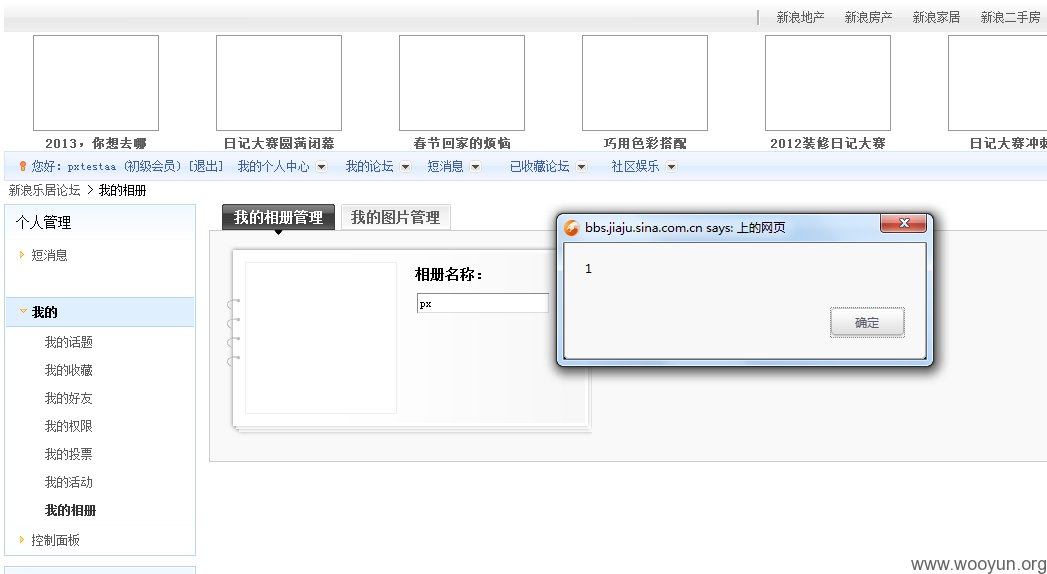 新浪地产 新浪房产 新浪家居 新浪二手房
2013，你想去哪 日记大赛圆满闭幕 春节回家的烦恼 巧用色彩搭配 2012装修日记大赛 日记大赛冲刺
您好：pxtestaa（初级会员）[退出] 我的个人中心 我的论坛 短消息 已收藏论坛 社区娱乐
新浪乐居论坛 > 我的相册
个人管理
短消息
我的
我的话题
我的收藏
我的好友
我的权限
我的投票
我的活动
我的相册
控制面板
我的相册管理 我的图片管理
相册名称：
px
bbs.jiaju.sina.com.cn says: 上的网页
1
确定
www.wooyun.org